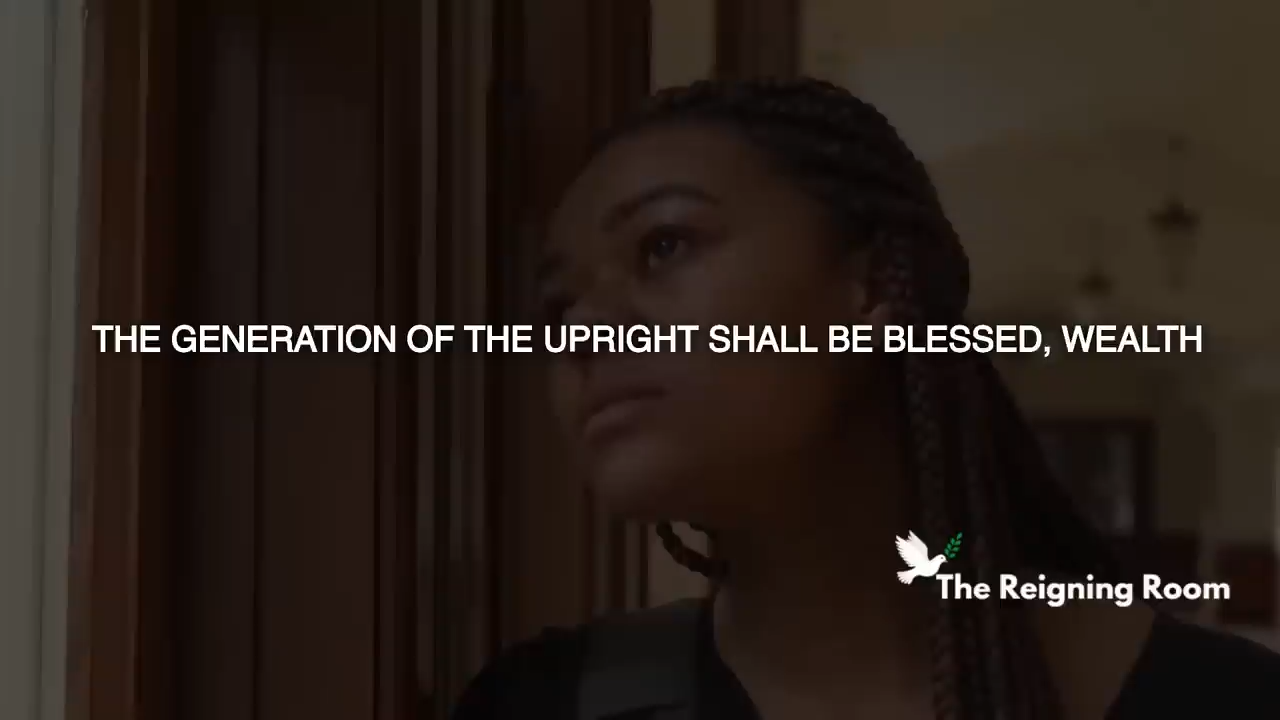 THE GENERATION OF THE UPRIGHT SHALL BE BLESSED, WEALTH
The Reigning Room